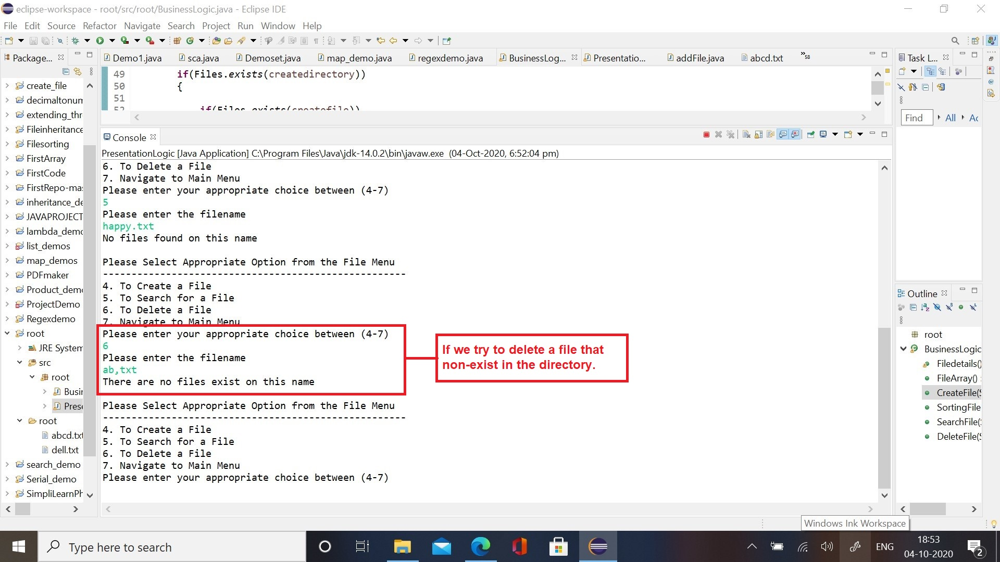 eclipse-workspace - root/src/root/BusinessLogic.java - Eclipse IDE
File Edit Source Refactor Navigate Search Project Run Window Help
Package...
Demo1.java sca.java Demoset.java map_demo.java regexdemo.java BusinessLog... Presentatio... addFile.java abcd.txt »58
49 if(Files.exists(createdirectory))
50 {
51
52 if(Files.exists(createfile))
create_file
decimaltonum
extending_thr
Fileinheritance
Filesorting
FirstArray
FirstCode
FirstRepo-mas
inheritance_de
JAVAPROJECT
lambda_demo
list_demos
map_demos
PDFmaker
Product_demo
ProjectDemo
Regexdemo
root
JRE System
src
root
Busin
Prese
root
abcd.txt
dell.txt
search_demo
Serial_demo
SimpliLearnPh
Console
PresentationLogic [Java Application] C:\Program Files\Java\jdk-14.0.2\bin\javaw.exe (04-Oct-2020, 6:52:04 pm)
6. To Delete a File
7. Navigate to Main Menu
Please enter your appropriate choice between (4-7)
5
Please enter the filename
happy.txt
No files found on this name
Please Select Appropriate Option from the File Menu
-----------------------------------------------------
4. To Create a File
5. To Search for a File
6. To Delete a File
7. Navigate to Main Menu
Please enter your appropriate choice between (4-7)
6
Please enter the filename
ab,txt
There are no files exist on this name
If we try to delete a file that
non-exist in the directory.
Please Select Appropriate Option from the File Menu
-----------------------------------------------------
4. To Create a File
5. To Search for a File
6. To Delete a File
7. Navigate to Main Menu
Please enter your appropriate choice between (4-7)
Task L...
Find All Ac
Outline
root
BusinessLogic
Filedetails()
FileArray() :
CreateFile(S
SortingFile
SearchFile(
DeleteFile(S
Windows Ink Workspace
Type here to search
ENG
18:53
04-10-2020
2